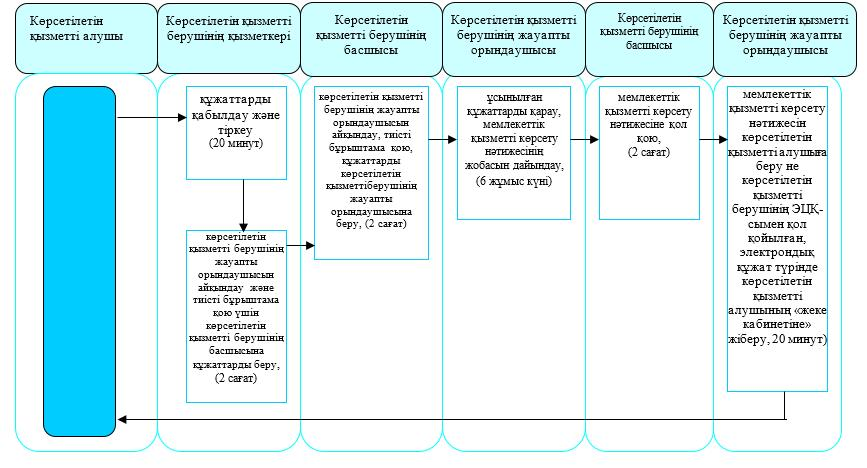 Көрсетілетін
қызметті алушы
Көрсетілетін қызметті
берушінің қызметкері
Көрсетілетін
қызметті берушінің
басшысы
Көрсетілетін қызметті
берушінің жауапты
орындаушысы
Көрсетілетін
қызметті берушінің
басшысы
Көрсетілетін қызметті
берушінің жауапты
орындаушысы
құжаттарды
қабылдау және
тіркеу
(20 минут)
көрсетілетін
қызметті берушінің
жауапты
орындаушысын
айқындау және
тиісті бұрыштама
қою үшін
көрсетілетін
қызметті берушінің
басшысына
құжаттарды беру,
(2 сағат)
көрсетілетін қызметті
берушінің жауапты
орындаушысын
айқындау, тиісті
бұрыштама қою,
құжаттарды
көрсетілетін
қызметтіберушінің
жауапты
орындаушысына
беру, (2 сағат)
ұсынылған
құжаттарды қарау,
мемлекеттік
қызметті көрсету
нәтижесінің
жобасын дайындау,
(6 жұмыс күні)
мемлекеттік
қызметті көрсету
нәтижесіне қол
қою,
(2 сағат)
мемлекеттік
қызметті көрсету
нәтижесін
көрсетілетін
қызметті алушыға
беру не
көрсетілетін
қызметті
берушінің ЭЦҚ-
сымен қол
қойылған,
электрондық
құжат түрінде
көрсетілетін
қызметті
алушының «жеке
кабинетіне»
жіберу, 20 минут)